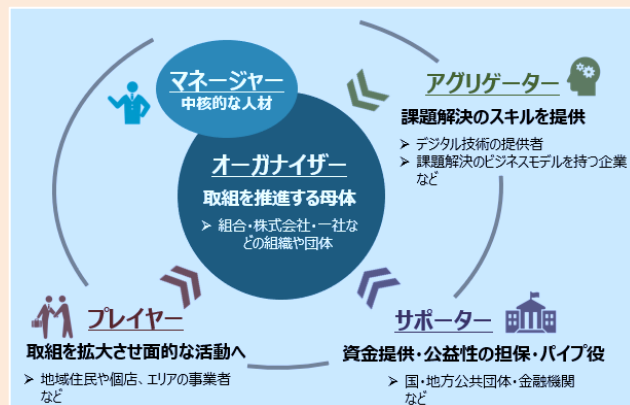 マネージャー
中核的な人材
アグリゲーター
課題解決のスキルを提供
➢ デジタル技術の提供者
➢ 課題解決のビジネスモデルを持つ企業
など
オーガナイザー
取組を推進する母体
➢ 組合・株式会社・一社な
どの組織や団体
プレイヤー
取組を拡大させ面的な活動へ
➢ 地域住民や個店、エリアの事業者
など
サポーター
資金提供・公益性の担保・パイプ役
➢ 国・地方公共団体・金融機関
など